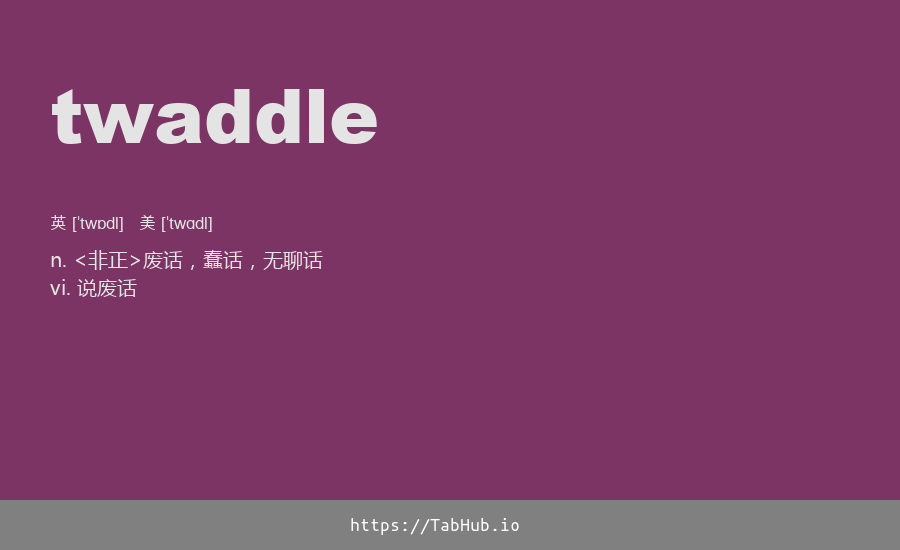 twaddle
英 [ˈtwɒdl] 美 [ˈtwɑdl]
n. <非正>废话，蠢话，无聊话
vi. 说废话
https://TabHub.io